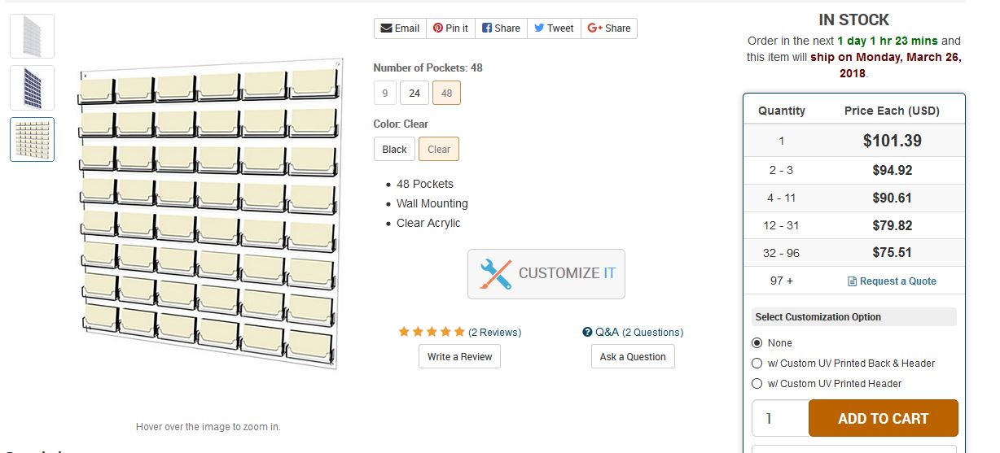 Email
Pin it
Share
Tweet
Share
Number of Pockets: 48
9
24
48
Color: Clear
Black
Clear
48 Pockets
Wall Mounting
Clear Acrylic
CUSTOMIZE IT
(2 Reviews)
Q&A (2 Questions)
Write a Review
Ask a Question
Hover over the image to zoom in.
IN STOCK
Order in the next 1 day 1 hr 23 mins and
this item will ship on Monday, March 26,
2018.
Quantity Price Each (USD)
1 $101.39
2 - 3 $94.92
4 - 11 $90.61
12 - 31 $79.82
32 - 96 $75.51
97 + Request a Quote
Select Customization Option
None
w/ Custom UV Printed Back & Header
w/ Custom UV Printed Header
1 ADD TO CART